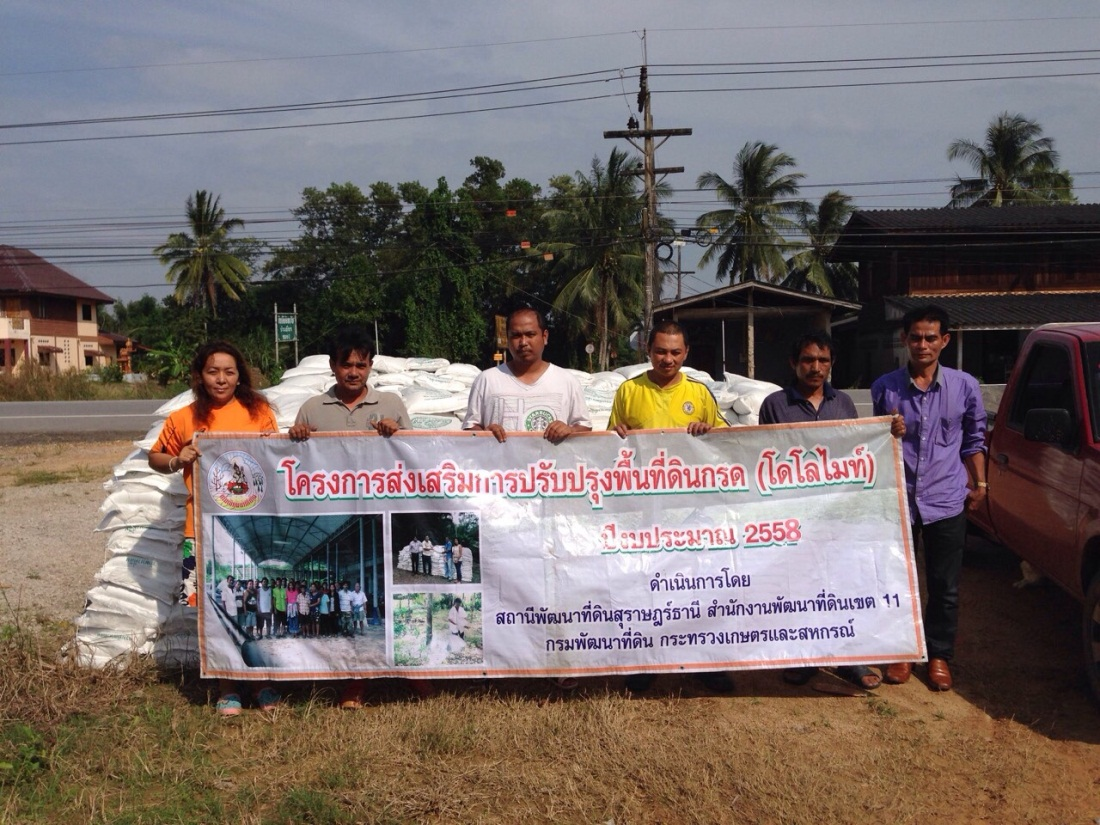 โครงการส่งเสริมการปรับปรุงพื้นที่ดินกรด (โดโลไมท์)
ปีงบประมาณ 2558
ดำเนินการโดย
สถานีพัฒนาที่ดินสุราษฎร์ธานี สำนักงานพัฒนาที่ดินเขต 11
กรมพัฒนาที่ดิน กระทรวงเกษตรและสหกรณ์